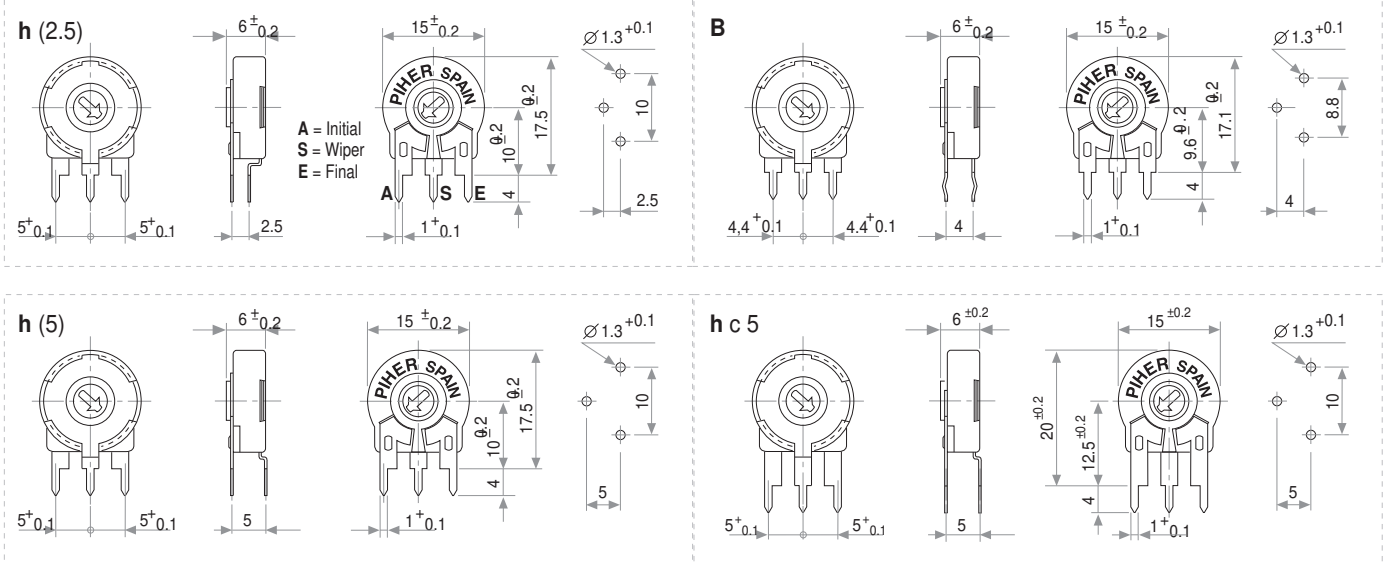 h (2.5)
6 ±0.2
15 ±0.2
Ø 1.3 +0.1
PIHER SPAIN
A = Initial
S = Wiper
E = Final
10 ±0.2
17.5 ±0.2
10
A S E
4
2.5
5 +0.1
5 +0.1
2.5
1 +0.1
B
6 ±0.2
15 ±0.2
Ø 1.3 +0.1
PIHER SPAIN
9.6 ±0.2
17.1 ±0.2
8.8
4
4
4,4 +0.1
4.4 +0.1
4
1 +0.1
h (5)
6 ±0.2
15 ±0.2
Ø 1.3 +0.1
PIHER SPAIN
10 ±0.2
17.5 ±0.2
10
4
5
5 +0.1
5 +0.1
5
1 +0.1
h c 5
6 ±0.2
15 ±0.2
Ø 1.3 +0.1
PIHER SPAIN
20 ±0.2
12.5 ±0.2
10
4
5
5 +0.1
5 +0.1
5
1 +0.1